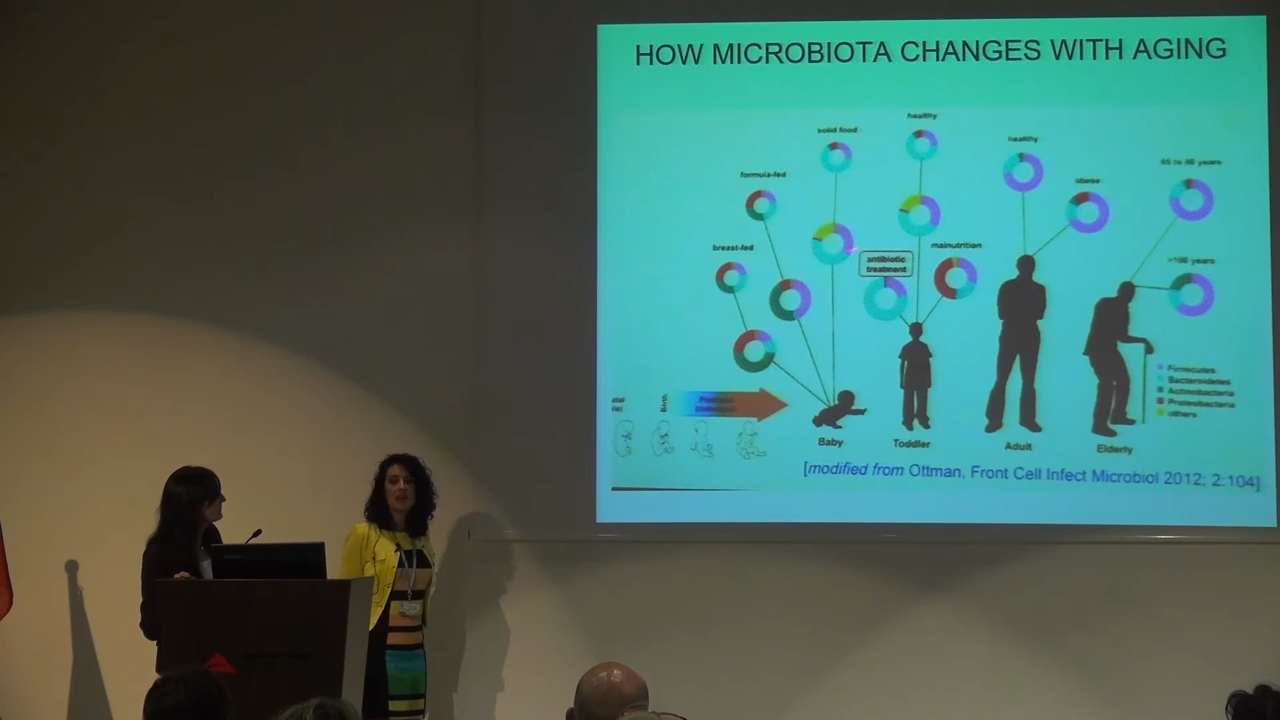 HOW MICROBIOTA CHANGES WITH AGING
healthy
solid food
healthy
65 to 80 years
formula-fed
obese
breast-fed
malnutrition
antibiotic
treatment
>100 years
Firmicutes
Bacteroidetes
Actinobacteria
Proteobacteria
others
Birth
Baby
Toddler
Adult
Elderly
[modified from Ottman, Front Cell Infect Microbiol 2012; 2:104]